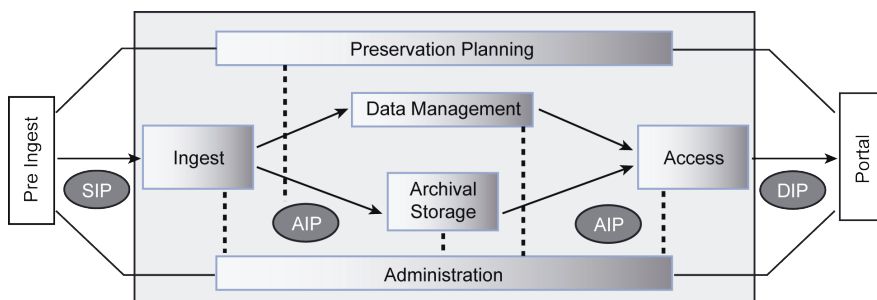 Preservation Planning
Pre Ingest
SIP
Ingest
Data Management
Archival
Storage
AIP
AIP
Access
DIP
Portal
Administration